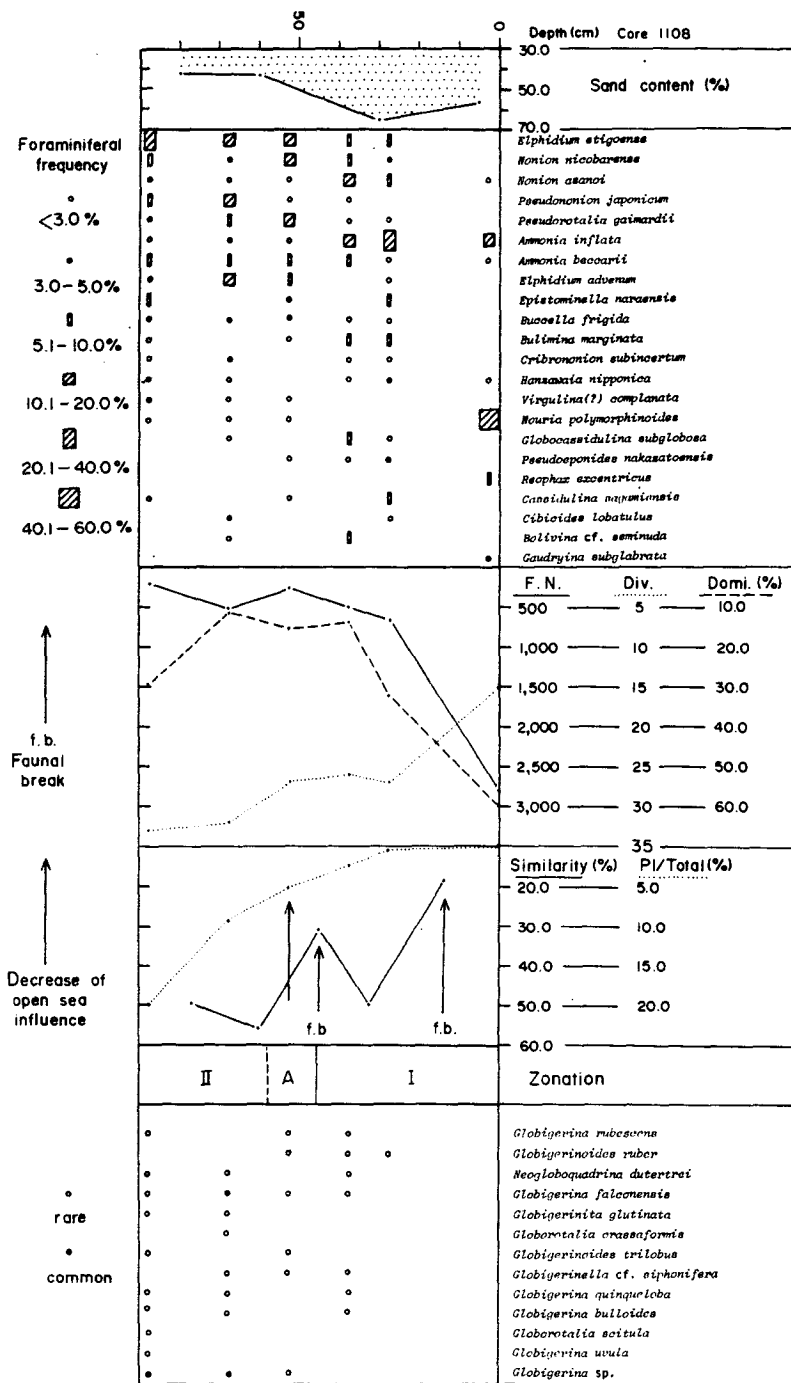 50
0
Depth (cm) Core 1108
30.0
50.0
70.0
Sand content (%)
Foraminiferal frequency
<3.0 %
3.0-5.0%
5.1-10.0%
10.1-20.0%
20.1-40.0%
40.1-60.0%
Elphidium etigoense
Nonion nicobarense
Nonion asanoi
Pseudononion japonicum
Pseudorotalia gaimardii
Ammonia inflata
Ammonia beccarii
Elphidium advenum
Epistominella naraensis
Buccella frigida
Bulimina marginata
Cribrononion subincertum
Hanzawaia nipponica
Virgulina(?) complanata
Nouria polymorphinoides
Globocassidulina subglobosa
Pseudoeponides nakazatoensis
Reophax excentricus
Cassidulina
Cibicides lobatulus
Bolivina cf. seminuda
Gaudryina subglabrata
F. N. Div. Domi. (%)
500 5 10.0
1,000 10 20.0
1,500 15 30.0
2,000 20 40.0
2,500 25 50.0
3,000 30 60.0
35
f.b.
Faunal break
Similarity (%) Pl/Total (%)
20.0 5.0
30.0 10.0
40.0 15.0
50.0 20.0
60.0
f.b
f.b.
Decrease of open sea influence
II A I Zonation
rare
common
Globigerina rubescens
Globigerinoides ruber
Neogloboquadrina dutertrei
Globigerina falconensis
Globigerinita glutinata
Globorotalia crassaformis
Globigerinoides trilobus
Globigerinella cf. siphonifera
Globigerina quinqueloba
Globigerina bulloides
Globorotalia scitula
Globigerina uvula
Globigerina sp.